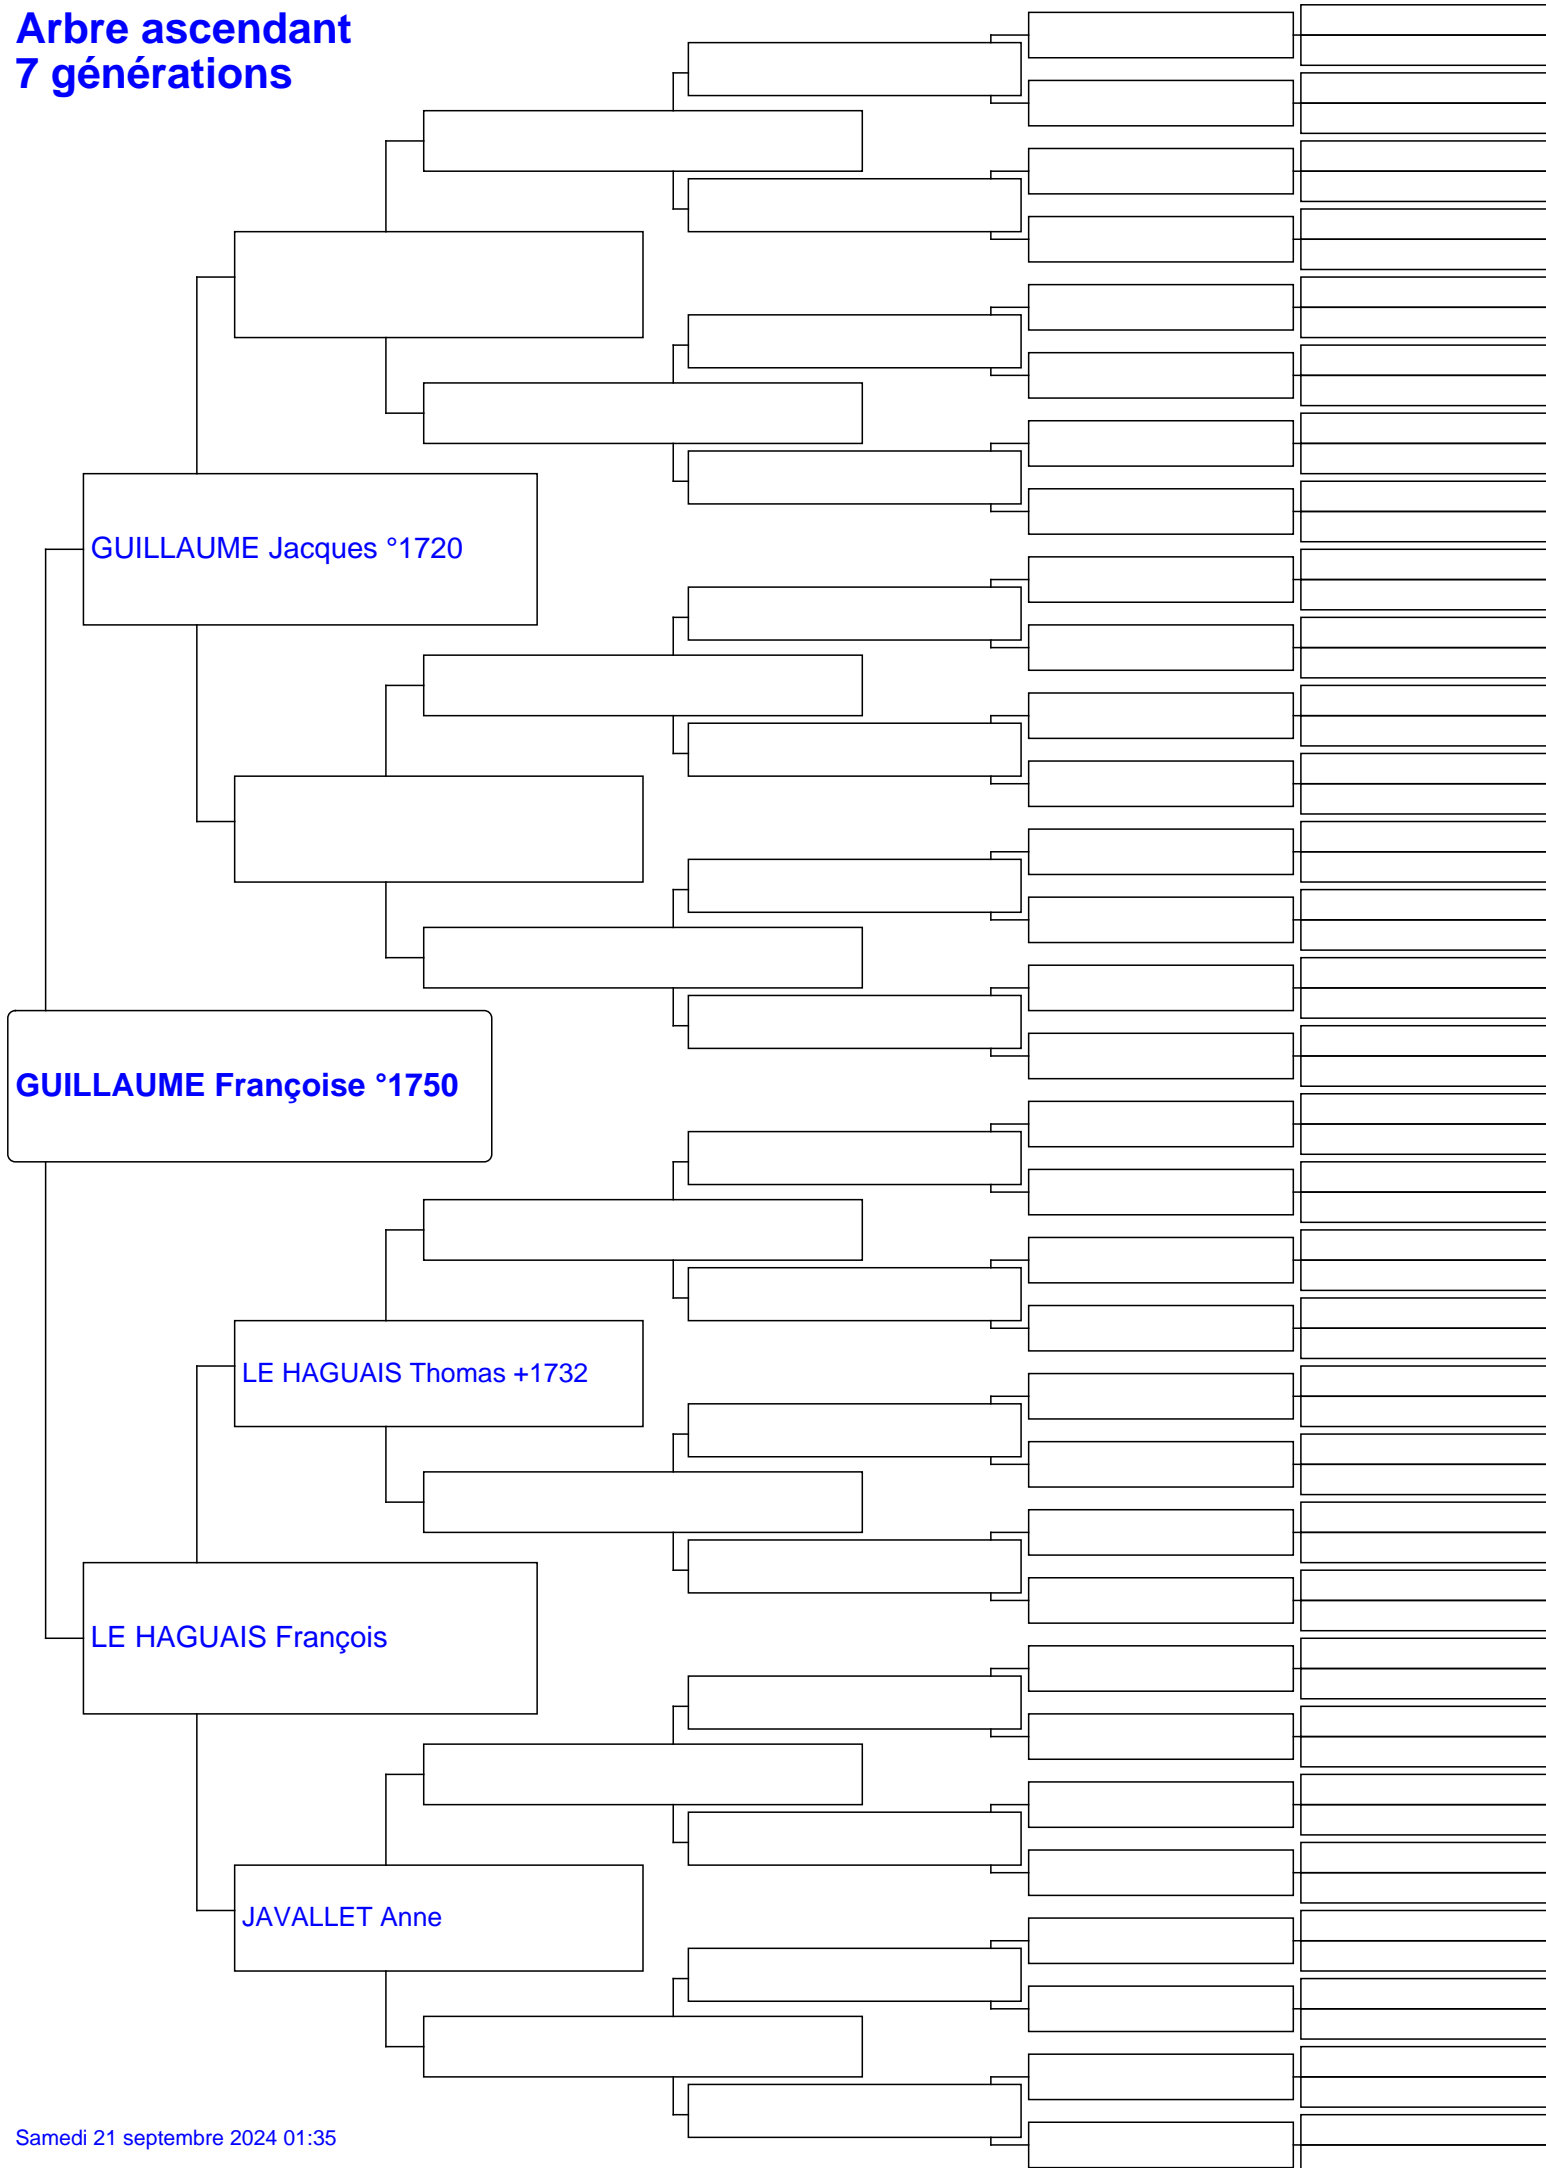 Arbre ascendant
7 générations
GUILLAUME Jacques °1720
GUILLAUME Françoise °1750
LE HAGUAIS Thomas +1732
LE HAGUAIS François
JAVALLET Anne
Samedi 21 septembre 2024 01:35